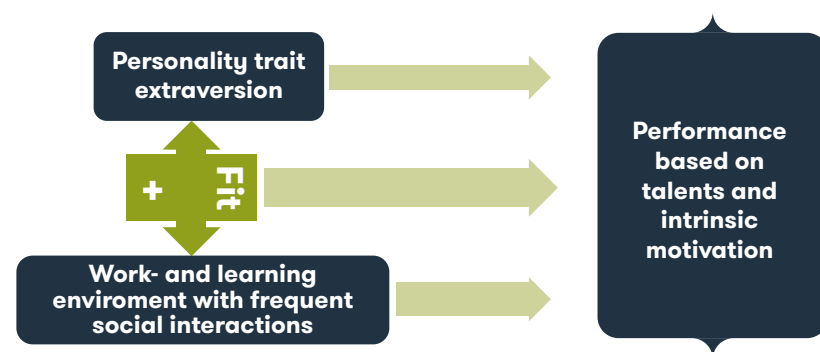 Personality trait
extraversion
+
Fit
Work- and learning
enviroment with frequent
social interactions
Performance
based on
talents and
intrinsic
motivation